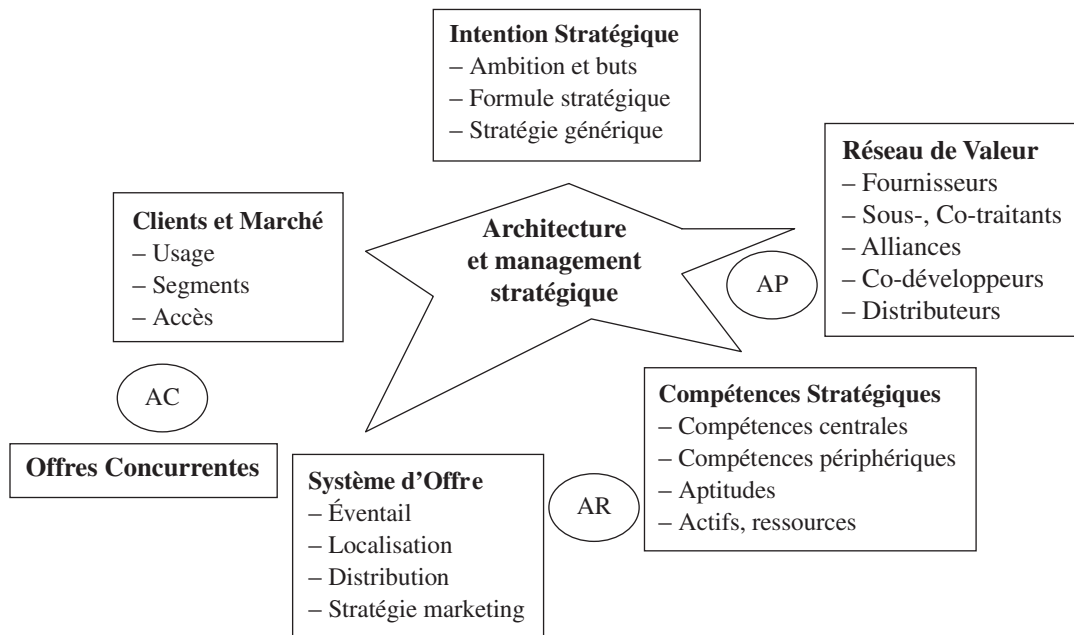 Intention Stratégique
– Ambition et buts
– Formule stratégique
– Stratégie générique
Réseau de Valeur
– Fournisseurs
– Sous-, Co-traitants
– Alliances
– Co-développeurs
– Distributeurs
Clients et Marché
– Usage
– Segments
– Accès
Architecture
et management
stratégique
AP
AC
Offres Concurrentes
Compétences Stratégiques
– Compétences centrales
– Compétences périphériques
– Aptitudes
– Actifs, ressources
Système d’Offre
– Éventail
– Localisation
– Distribution
– Stratégie marketing
AR